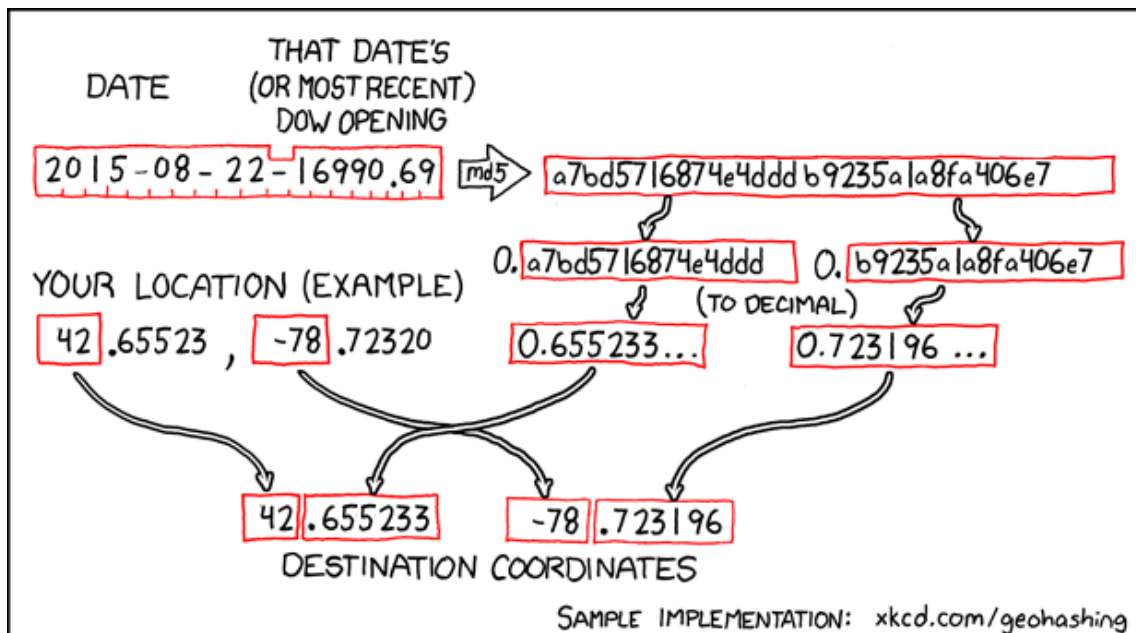 DATE
THAT DATE'S
(OR MOST RECENT)
DOW OPENING
2015-08-22-16990.69
md5
a7bd5716874e4dddb9235a1a8fa406e7
0.a7bd5716874e4ddd
0.b9235a1a8fa406e7
(TO DECIMAL)
YOUR LOCATION (EXAMPLE)
42.65523, -78.72320
0.655233...
0.723196...
42.655233
-78.723196
DESTINATION COORDINATES
SAMPLE IMPLEMENTATION: xkcd.com/geohashing